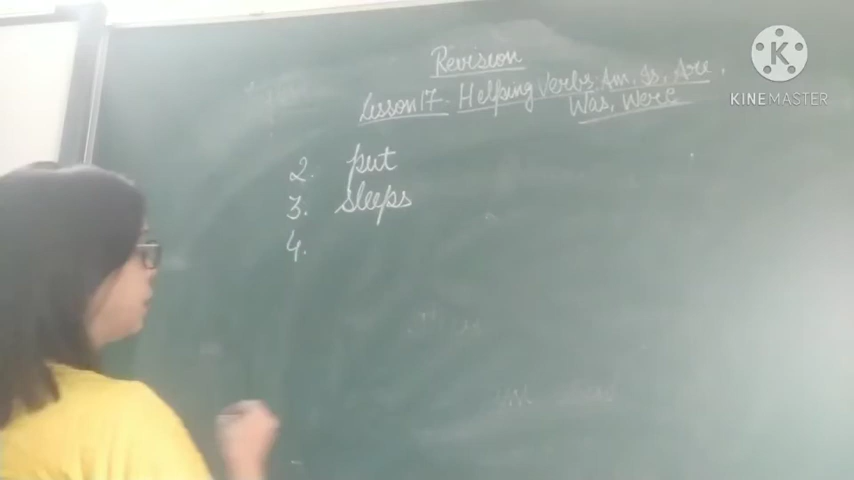 Revision
Lesson 17 - Helping Verbs: Am, Is, Are,
Was, Were
2. put
3. sleeps
4.
K
KINEMASTER